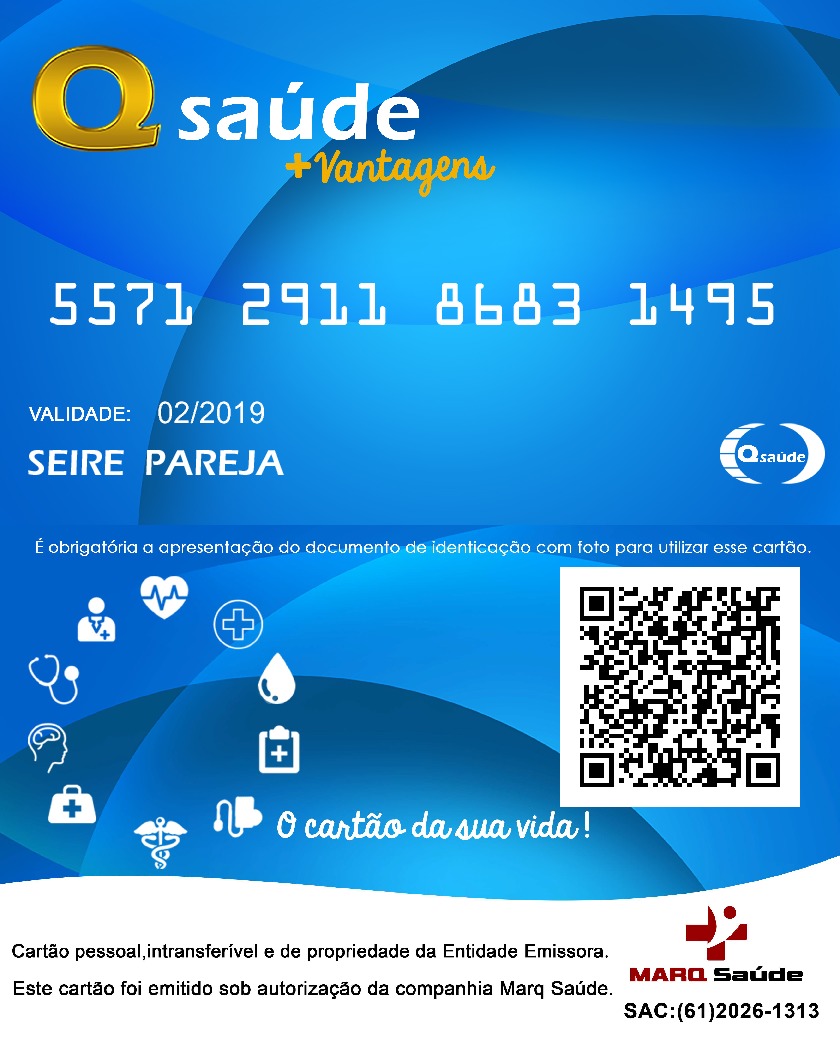 Q saúde
+Vantagens
5571 2911 8683 1495
VALIDADE: 02/2019
SEIRE PAREJA
Q saúde
É obrigatória a apresentação do documento de identicação com foto para utilizar esse cartão.
O cartão da sua vida!
Cartão pessoal,intransferível e de propriedade da Entidade Emissora.
Este cartão foi emitido sob autorização da companhia Marq Saúde.
MARQ Saúde
SAC:(61)2026-1313